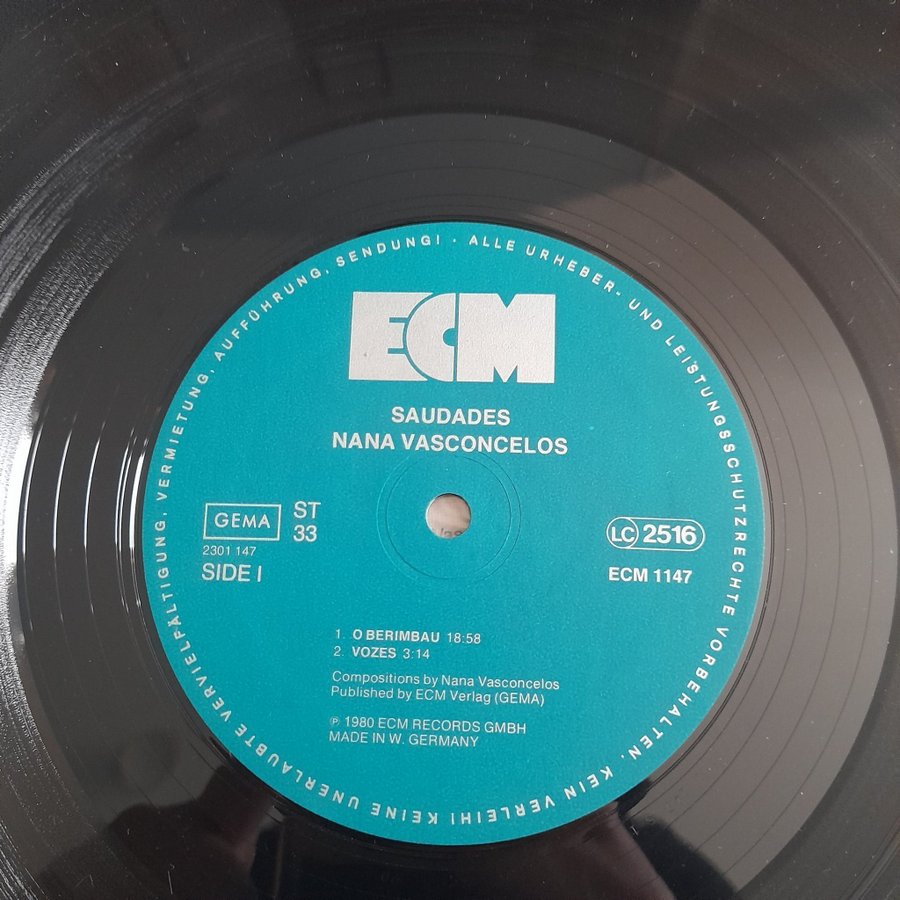 ALLE URHEBER- UND LEISTUNGSSCHUTZRECHTE VORBEHALTEN. KEIN VERLEIH! KEINE UNERLAUBTE VERVIELFÄLTIGUNG, VERMIETUNG, AUFFÜHRUNG, SENDUNG! ·
ECM
SAUDADES
NANA VASCONCELOS
GEMA
ST
33
2301 147
SIDE I
LC 2516
ECM 1147
1. O BERIMBAU 18:58
2. VOZES 3:14
Compositions by Nana Vasconcelos
Published by ECM Verlag (GEMA)
℗ 1980 ECM RECORDS GMBH
MADE IN W. GERMANY